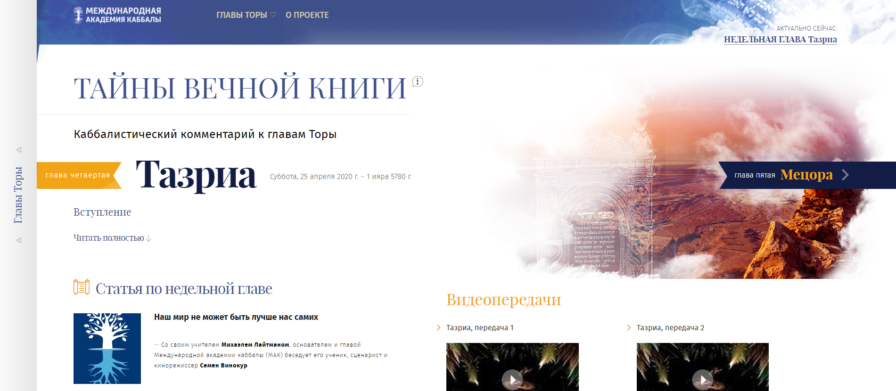 МЕЖДУНАРОДНАЯ
АКАДЕМИЯ КАББАЛЫ
ГЛАВЫ ТОРЫ
О ПРОЕКТЕ
АКТУАЛЬНО СЕЙЧАС:
НЕДЕЛЬНАЯ ГЛАВА Тазриа
ТАЙНЫ ВЕЧНОЙ КНИГИ
Каббалистический комментарий к главам Торы
Главы Торы
глава четвертая
Тазриа
Суббота, 25 апреля 2020 г. – 1 ияра 5780 г.
глава пятая Мецора
Вступление
Читать полностью
Статья по недельной главе
Наш мир не может быть лучше нас самих
– Со своим учителем Михаэлем Лайтманом, основателем и главой
Международной академии каббалы (МАК) беседует его ученик, сценарист и
кинорежиссер Семен Винокур
Видеопередачи
Тазриа, передача 1
Тазриа, передача 2